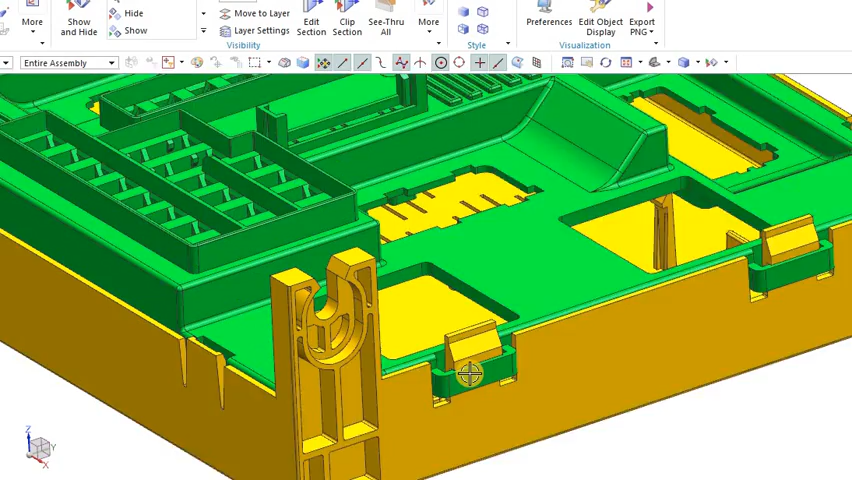 More
Show and Hide
Hide
Show
Move to Layer
Layer Settings
Visibility
Edit Section
Clip Section
See-Thru All
More
Style
Preferences
Edit Object Display
Export PNG
Visualization
Entire Assembly
Z
Y
X